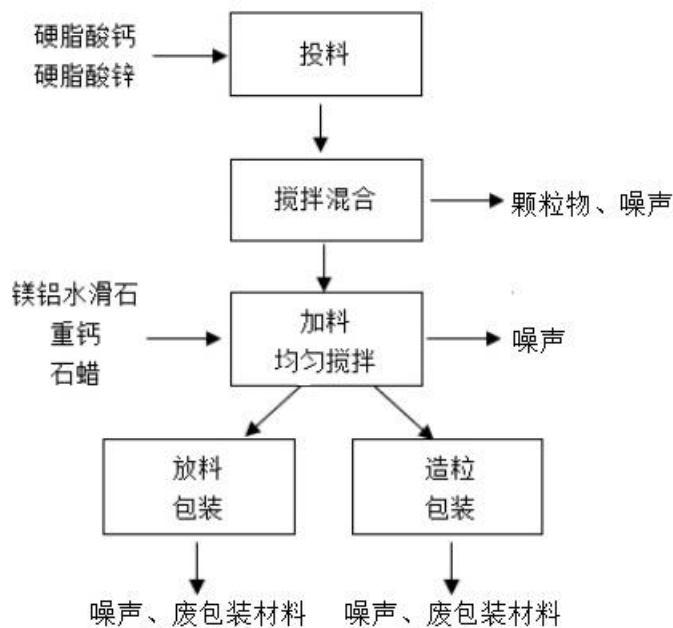 硬脂酸钙
硬脂酸锌
投料
搅拌混合
颗粒物、噪声
镁铝水滑石
重钙
石蜡
加料
均匀搅拌
噪声
放料
包装
造粒
包装
噪声、废包装材料
噪声、废包装材料